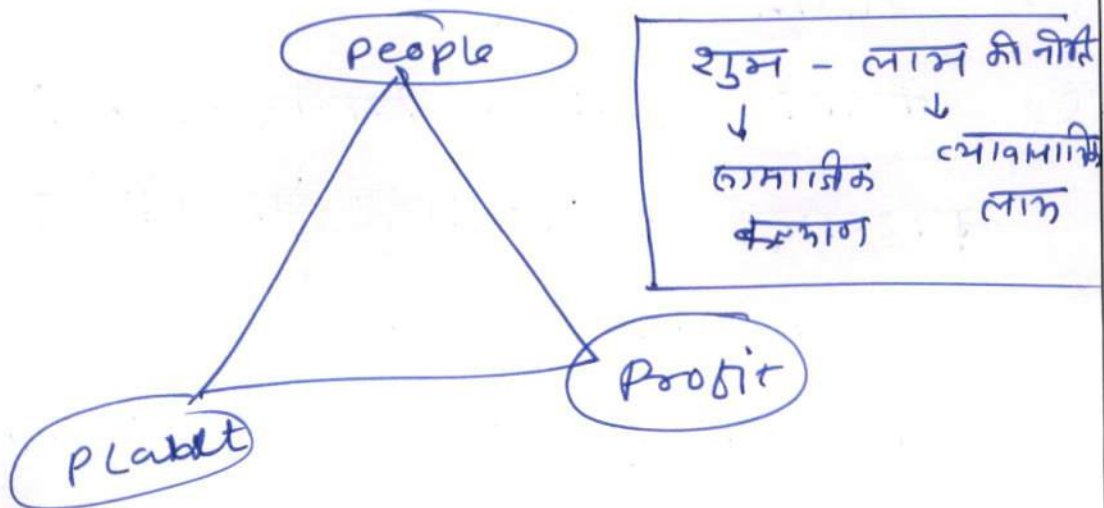 People
शुभ - लाभ की नीति
↓ ↓
सामाजिक व्यावसायिक
कल्याण लाभ
Profit
Planet